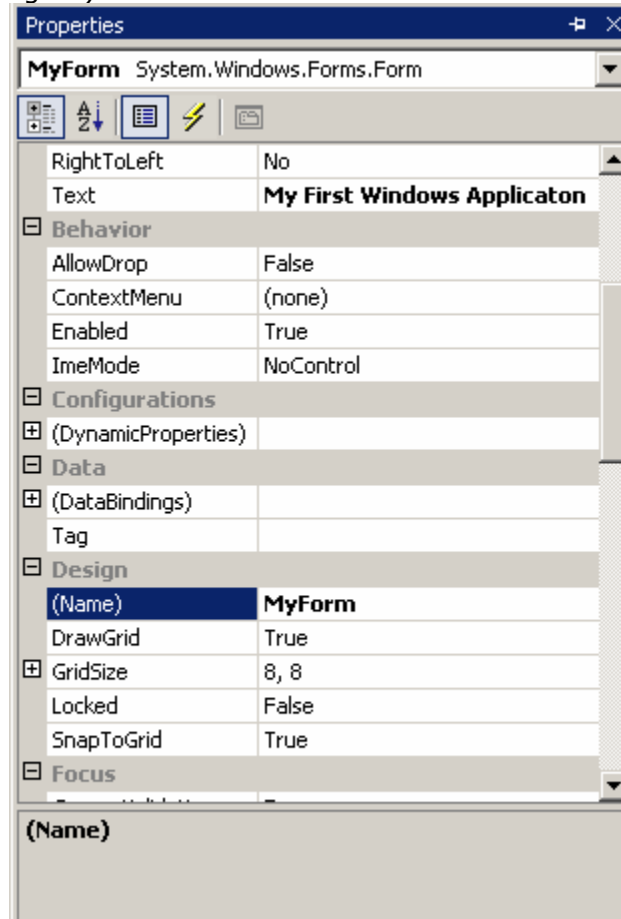 Properties
MyForm System.Windows.Forms.Form
RightToLeft No
Text My First Windows Applicaton
Behavior
AllowDrop False
ContextMenu (none)
Enabled True
ImeMode NoControl
Configurations
(DynamicProperties)
Data
(DataBindings)
Tag
Design
(Name) MyForm
DrawGrid True
GridSize 8, 8
Locked False
SnapToGrid True
Focus
(Name)